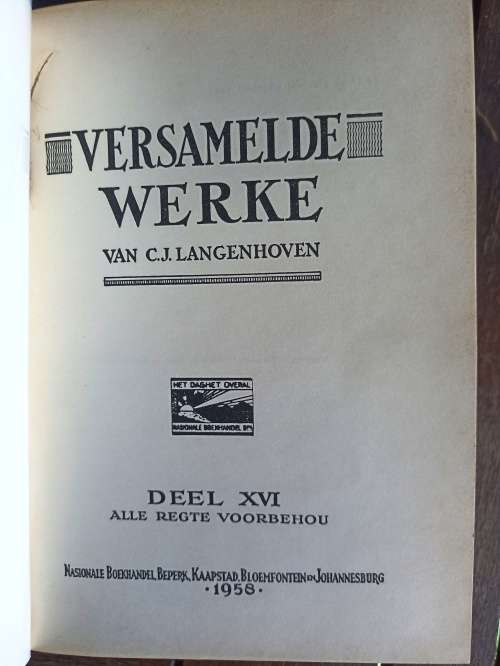 VERSAMELDE
WERKE
VAN C.J. LANGENHOVEN
HET DAGHET OVERAL
NASIONALE BOEKHANDEL BPK
DEEL XVI
ALLE REGTE VOORBEHOU
NASIONALE BOEKHANDEL, BEPERK, KAAPSTAD, BLOEMFONTEIN EN JOHANNESBURG
·1958·